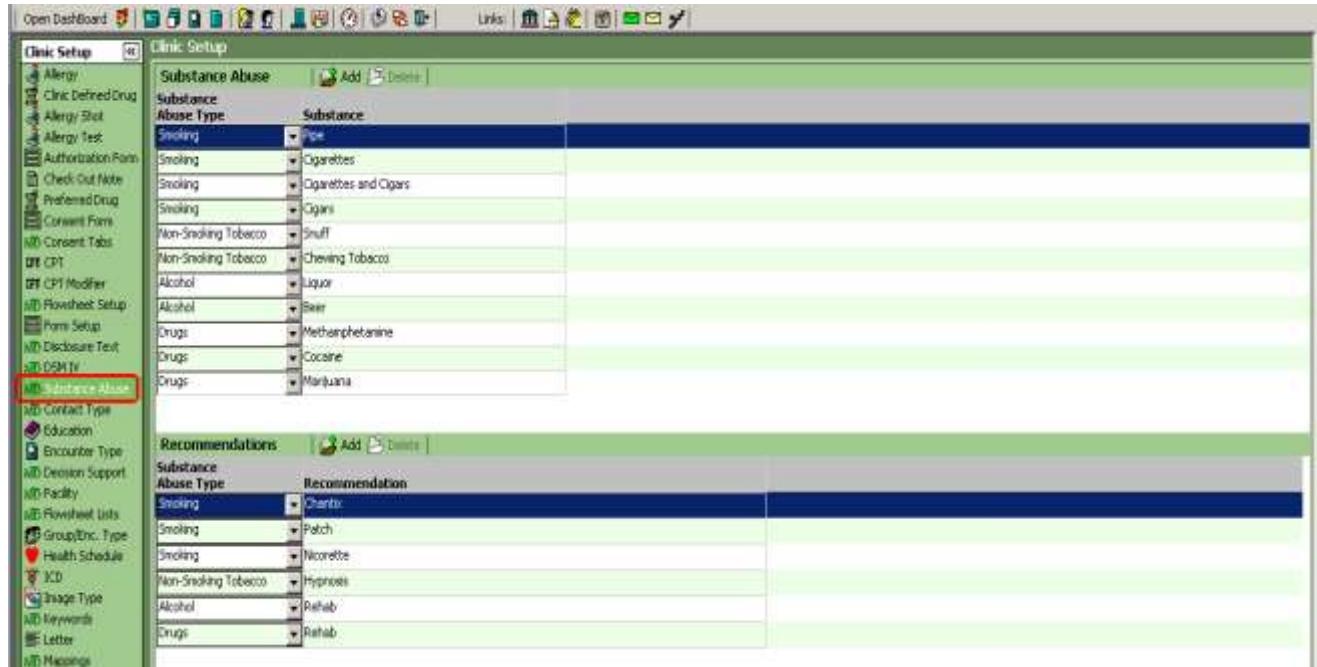 Open DashBoard Links:
Clinic Setup
Allergy
Clinic Defined Drug
Allergy Shot
Allergy Test
Authorization Form
Check Out Note
Preferred Drug
Consent Form
Consent Tabs
CPT CPT
CPT CPT Modifier
Flowsheet Setup
Form Setup
Disclosure Text
DSM IV
Substance Abuse
Contact Type
Education
Encounter Type
Decision Support
Facility
Flowsheet Lists
Group/Enc. Type
Health Schedule
ICD
Image Type
Keywords
Letter
Mappings
Clinic Setup
Substance Abuse Add Delete
Substance
Abuse Type Substance
Smoking Pipe
Smoking Cigarettes
Smoking Cigarettes and Cigars
Smoking Cigars
Non-Smoking Tobacco Snuff
Non-Smoking Tobacco Chewing Tobacco
Alcohol Liquor
Alcohol Beer
Drugs Methamphetamine
Drugs Cocaine
Drugs Marijuana
Recommendations Add Delete
Substance
Abuse Type Recommendation
Smoking Chantix
Smoking Patch
Smoking Nicorette
Non-Smoking Tobacco Hypnosis
Alcohol Rehab
Drugs Rehab